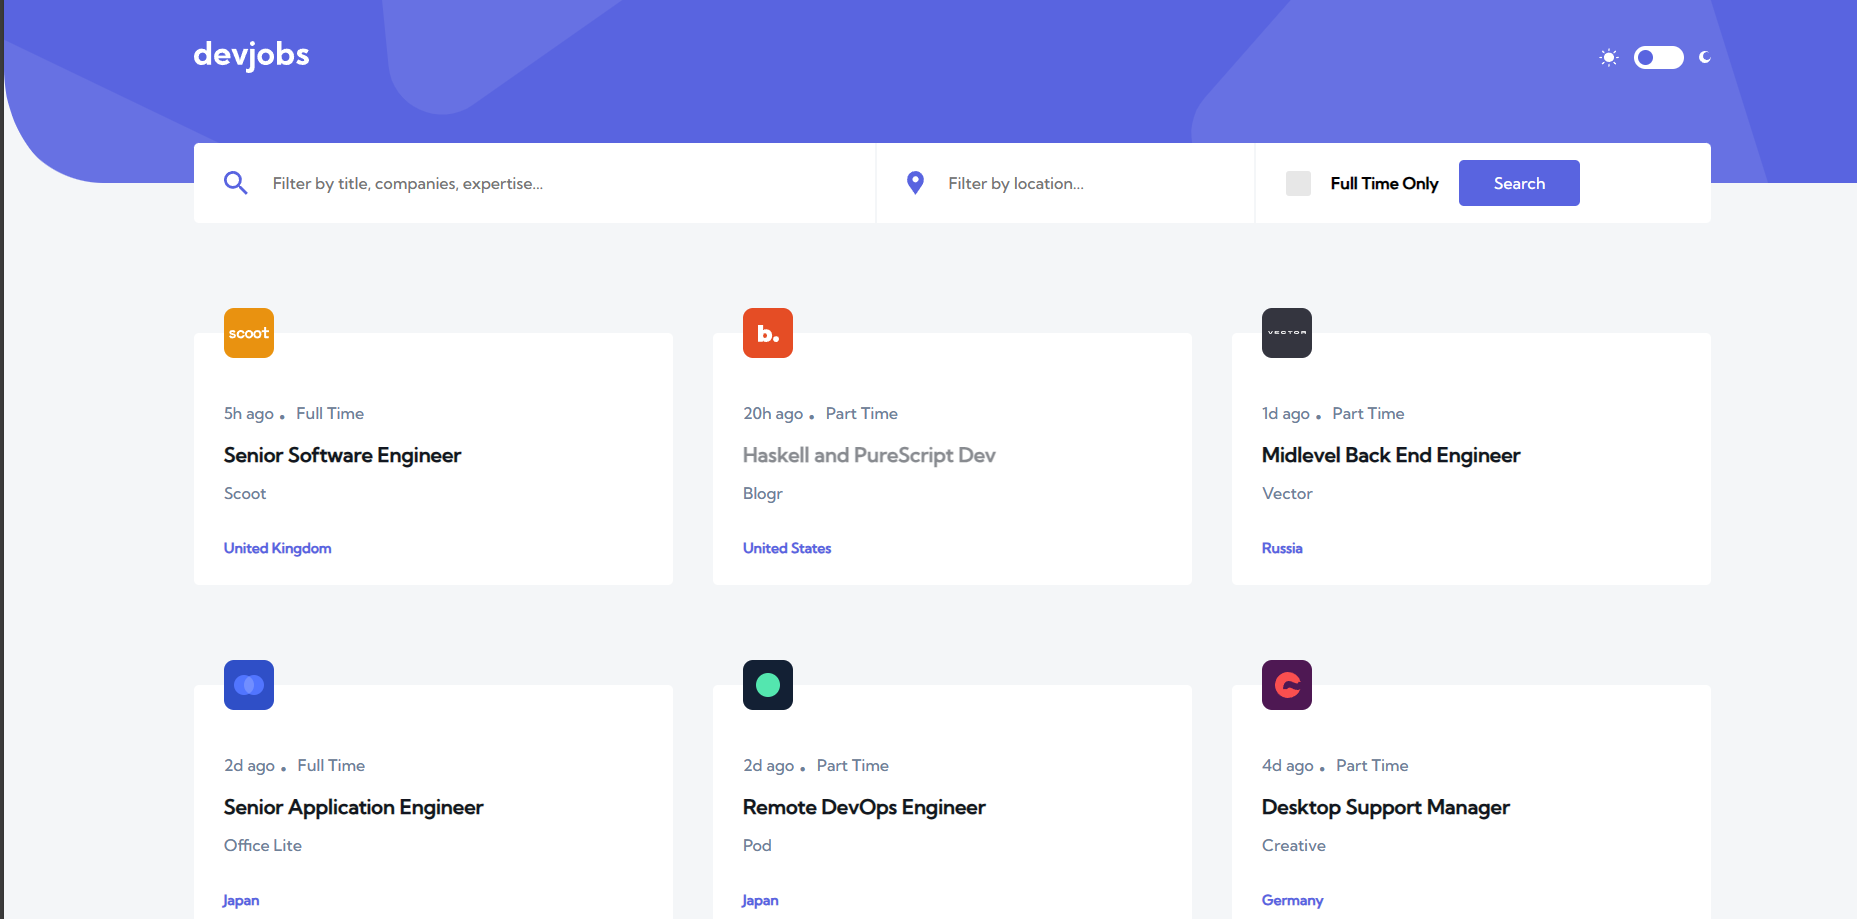 devjobs
Filter by title, companies, expertise...
Filter by location...
Full Time Only
Search
scoot
b.
VECTOR
5h ago . Full Time
Senior Software Engineer
Scoot
United Kingdom
20h ago . Part Time
Haskell and PureScript Dev
Blogr
United States
1d ago . Part Time
Midlevel Back End Engineer
Vector
Russia
2d ago . Full Time
Senior Application Engineer
Office Lite
Japan
2d ago . Part Time
Remote DevOps Engineer
Pod
Japan
4d ago . Part Time
Desktop Support Manager
Creative
Germany